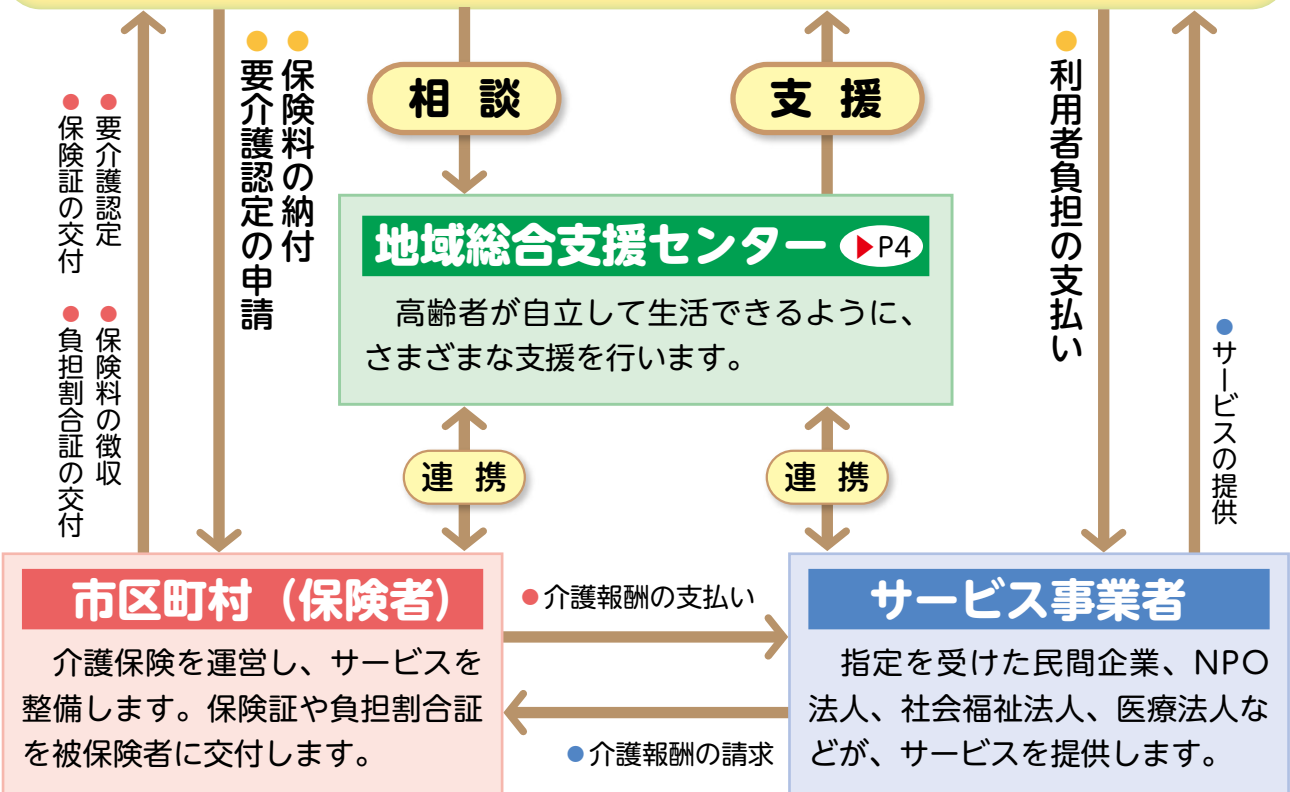 ●要介護認定
●保険証の交付
●保険料の徴収
●負担割合証の交付
●保険料の納付
●要介護認定の申請
相談
支援
●利用者負担の支払い
●サービスの提供
地域総合支援センター ▶P4
高齢者が自立して生活できるように、
さまざまな支援を行います。
連携
連携
市区町村（保険者）
介護保険を運営し、サービスを
整備します。保険証や負担割合証
を被保険者に交付します。
●介護報酬の支払い
●介護報酬の請求
サービス事業者
指定を受けた民間企業、NPO
法人、社会福祉法人、医療法人な
どが、サービスを提供します。